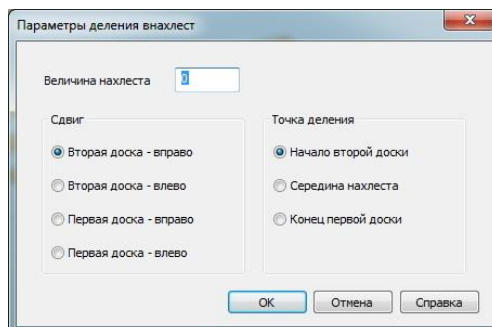 Параметры деления внахлест
Величина нахлеста 0
Сдвиг
Вторая доска - вправо
Вторая доска - влево
Первая доска - вправо
Первая доска - влево
Точка деления
Начало второй доски
Середина нахлеста
Конец первой доски
OK Отмена Справка